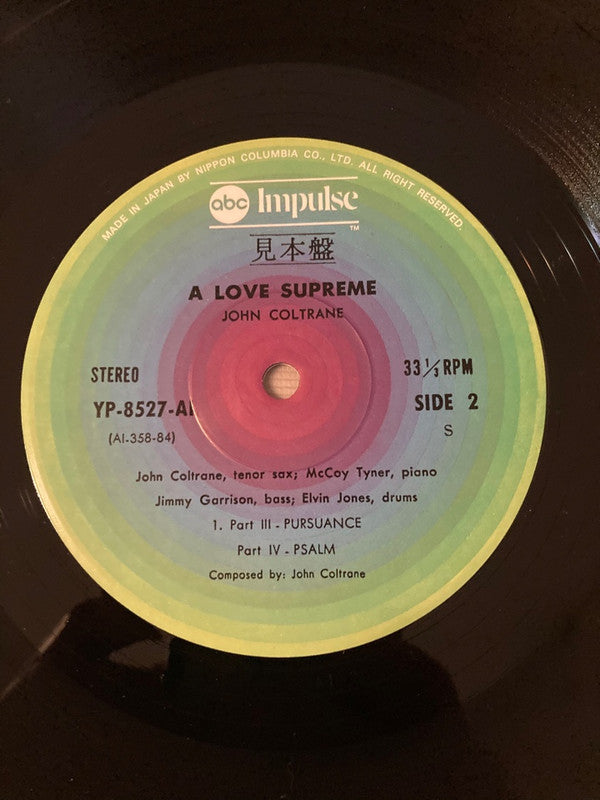 MADE IN JAPAN BY NIPPON COLUMBIA CO., LTD. ALL RIGHT RESERVED.
abc Impulse
TM
見本盤
A LOVE SUPREME
JOHN COLTRANE
STEREO 33 1/3 RPM
YP-8527-AI SIDE 2
(AI-358-84) S
John Coltrane, tenor sax; McCoy Tyner, piano
Jimmy Garrison, bass; Elvin Jones, drums
1. Part III - PURSUANCE
Part IV - PSALM
Composed by: John Coltrane